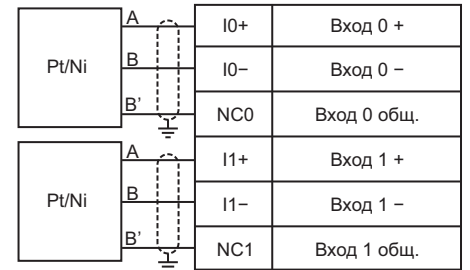 A I0+ Вход 0 +
Pt/Ni B I0− Вход 0 −
B' NC0 Вход 0 общ.
A I1+ Вход 1 +
Pt/Ni B I1− Вход 1 −
B' NC1 Вход 1 общ.